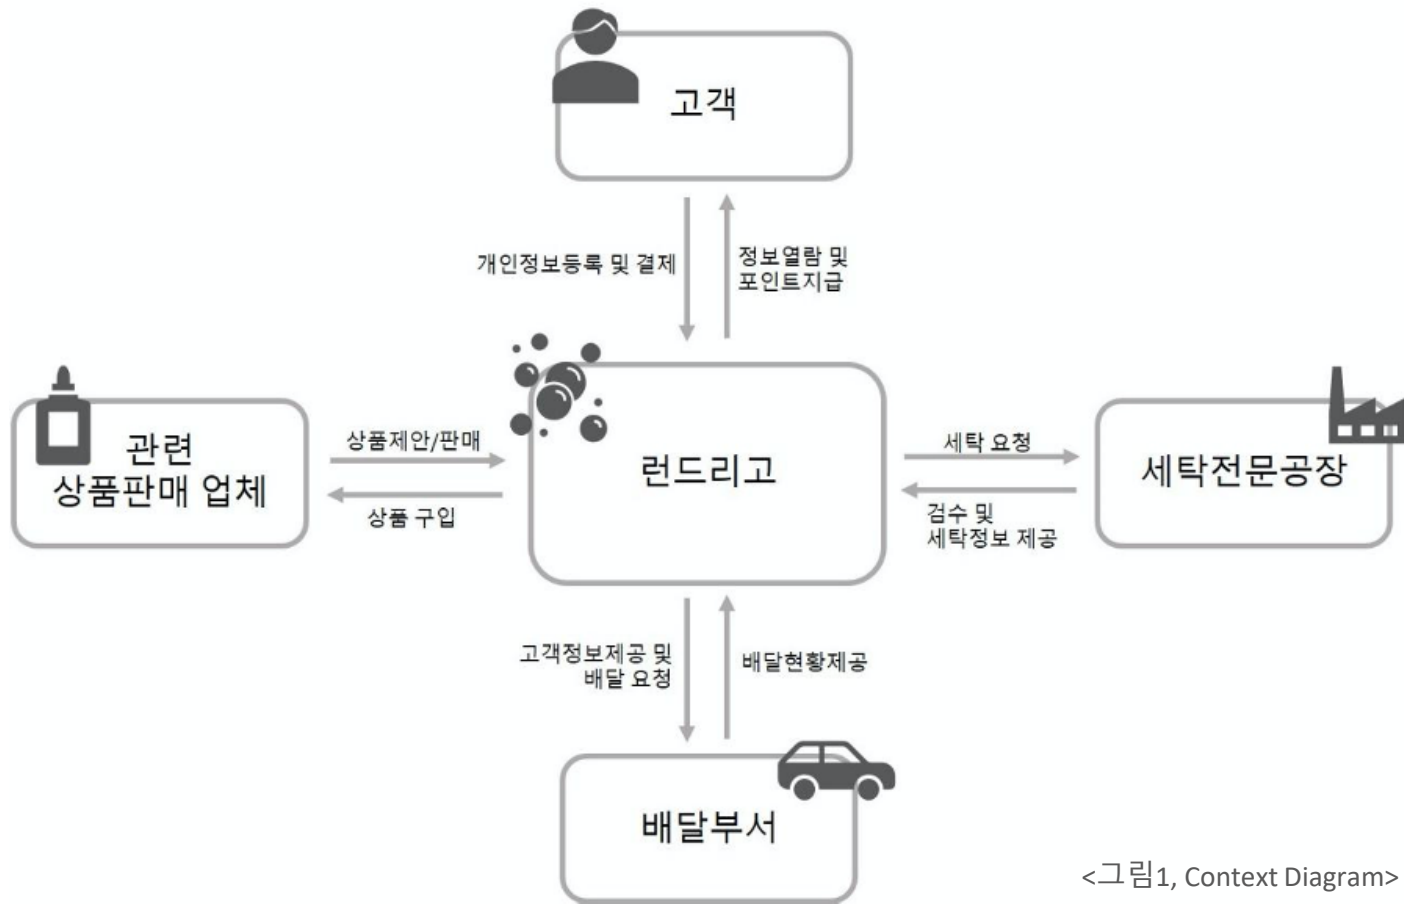 고객
개인정보등록 및 결제
정보열람 및
포인트지급
관련
상품판매 업체
상품제안/판매
상품 구입
런드리고
세탁 요청
검수 및
세탁정보 제공
세탁전문공장
고객정보제공 및
배달 요청
배달현황제공
배달부서
<그림1, Context Diagram>